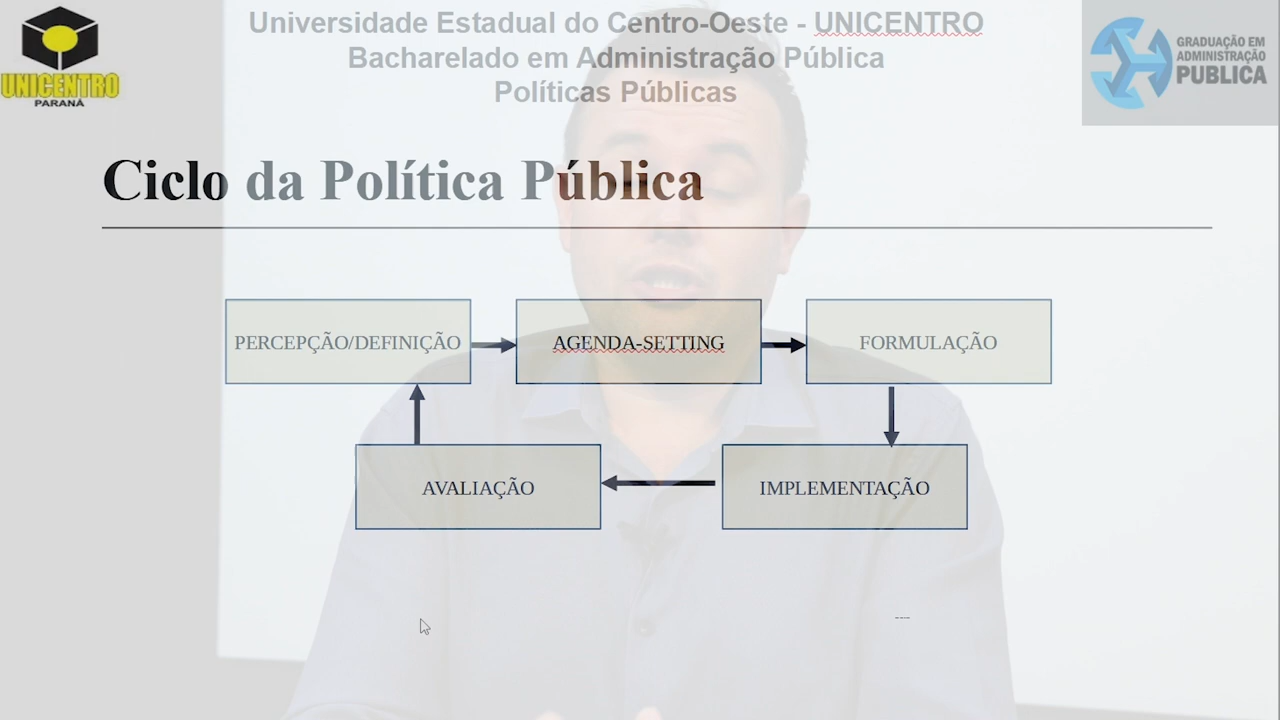 Universidade Estadual do Centro-Oeste - UNICENTRO
Bacharelado em Administração Pública
Políticas Públicas
UNICENTRO
PARANÁ
GRADUAÇÃO EM
ADMINISTRAÇÃO
PUBLICA
Ciclo da Política Pública
PERCEPÇÃO/DEFINIÇÃO
AGENDA-SETTING
FORMULAÇÃO
AVALIAÇÃO
IMPLEMENTAÇÃO